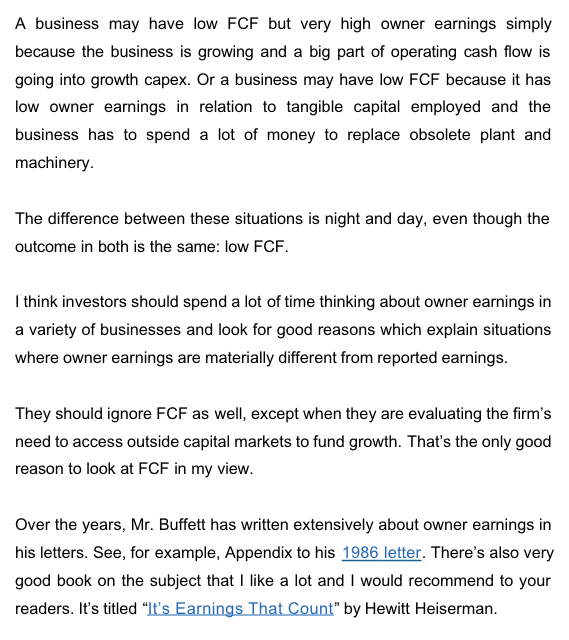 A business may have low FCF but very high owner earnings simply
because the business is growing and a big part of operating cash flow is
going into growth capex. Or a business may have low FCF because it has
low owner earnings in relation to tangible capital employed and the
business has to spend a lot of money to replace obsolete plant and
machinery.
The difference between these situations is night and day, even though the
outcome in both is the same: low FCF.
I think investors should spend a lot of time thinking about owner earnings in
a variety of businesses and look for good reasons which explain situations
where owner earnings are materially different from reported earnings.
They should ignore FCF as well, except when they are evaluating the firm’s
need to access outside capital markets to fund growth. That’s the only good
reason to look at FCF in my view.
Over the years, Mr. Buffett has written extensively about owner earnings in
his letters. See, for example, Appendix to his 1986 letter. There’s also very
good book on the subject that I like a lot and I would recommend to your
readers. It’s titled “It’s Earnings That Count” by Hewitt Heiserman.